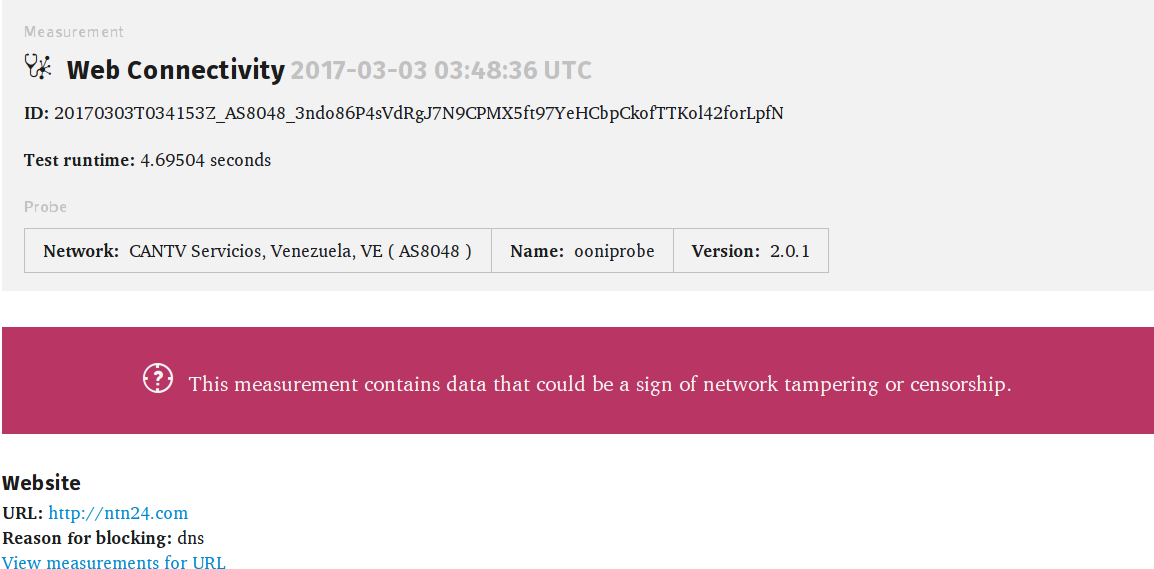 Measurement
Web Connectivity 2017-03-03 03:48:36 UTC
ID: 20170303T034153Z_AS8048_3ndo86P4sVdRgJ7N9CPMX5ft97YeHCbpCkofTTKol42forLpfN
Test runtime: 4.69504 seconds
Probe
Network: CANTV Servicios, Venezuela, VE ( AS8048 ) Name: ooniprobe Version: 2.0.1
This measurement contains data that could be a sign of network tampering or censorship.
Website
URL: http://ntn24.com
Reason for blocking: dns
View measurements for URL